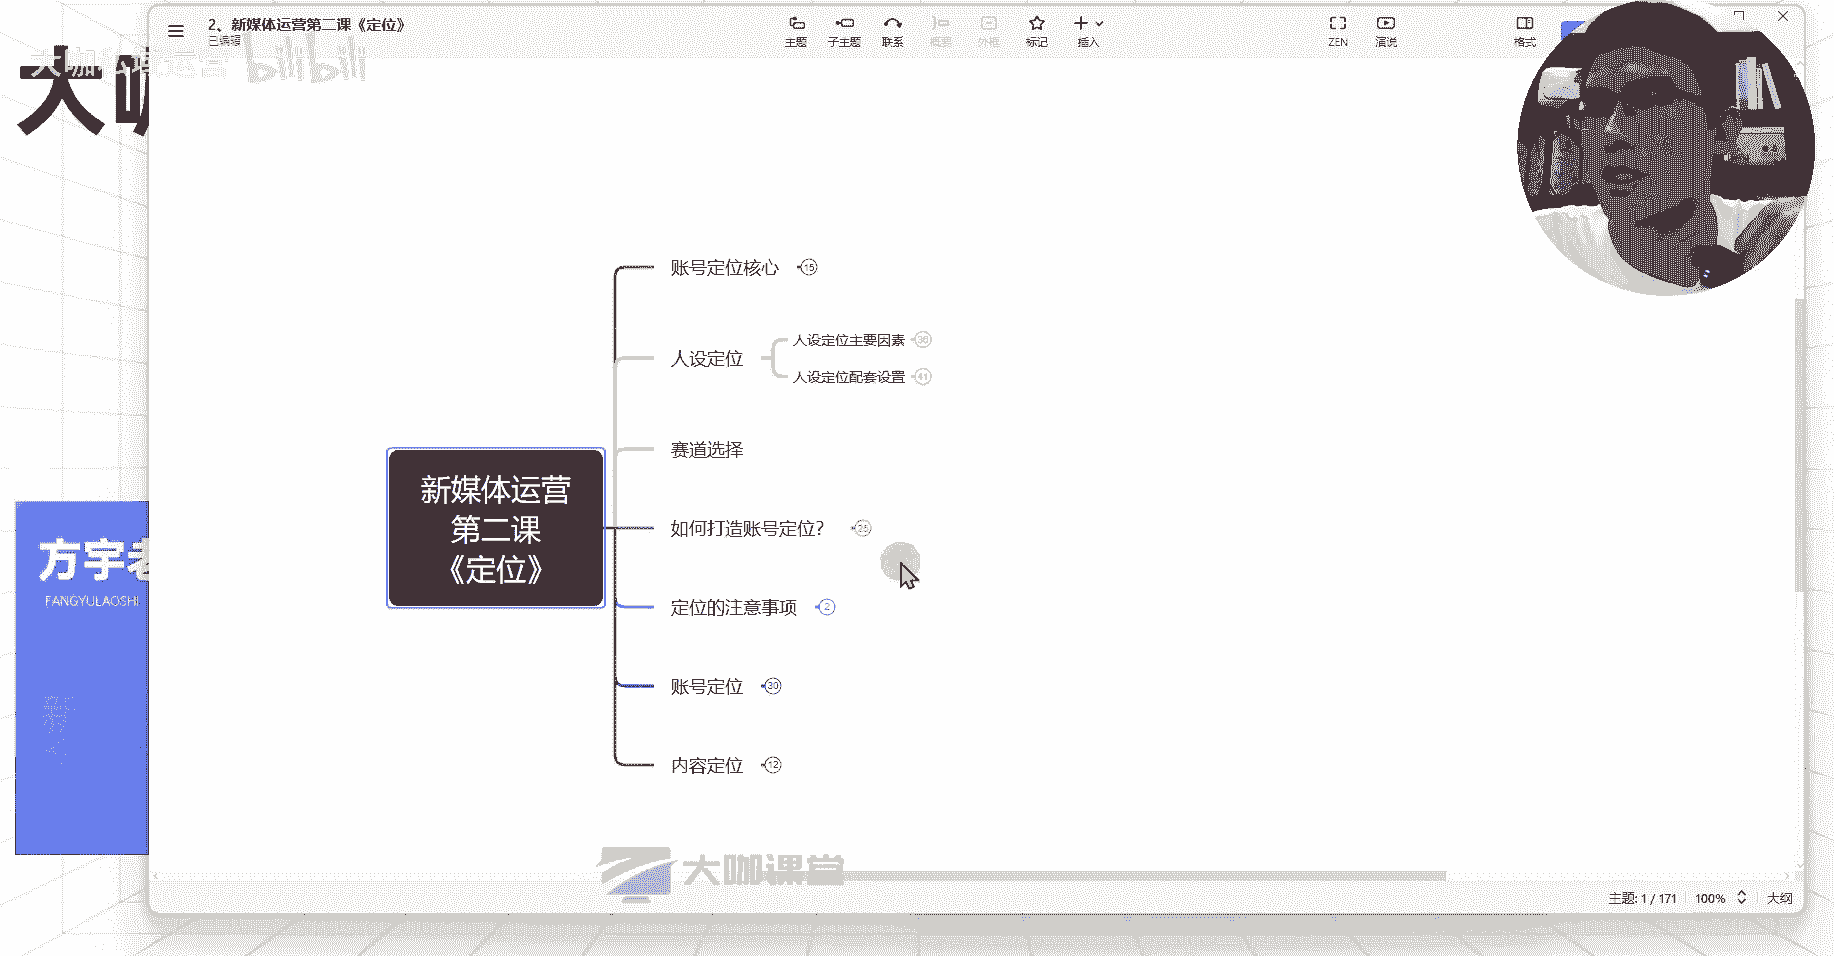 2、新媒体运营第二课《定位》
已编辑
主题
子主题
联系
概要
外框
标记
插入
ZEN
演说
格式
大咖私域运营 bilibili
大咖
账号定位核心 15
人设定位
人设定位主要因素 38
人设定位配套设置 41
赛道选择
新媒体运营
第二课
《定位》
如何打造账号定位? 25
定位的注意事项 2
账号定位 30
内容定位 12
方宇老
FANGYULAOSHI
大咖课堂
主题: 1 / 171
100%
大纲